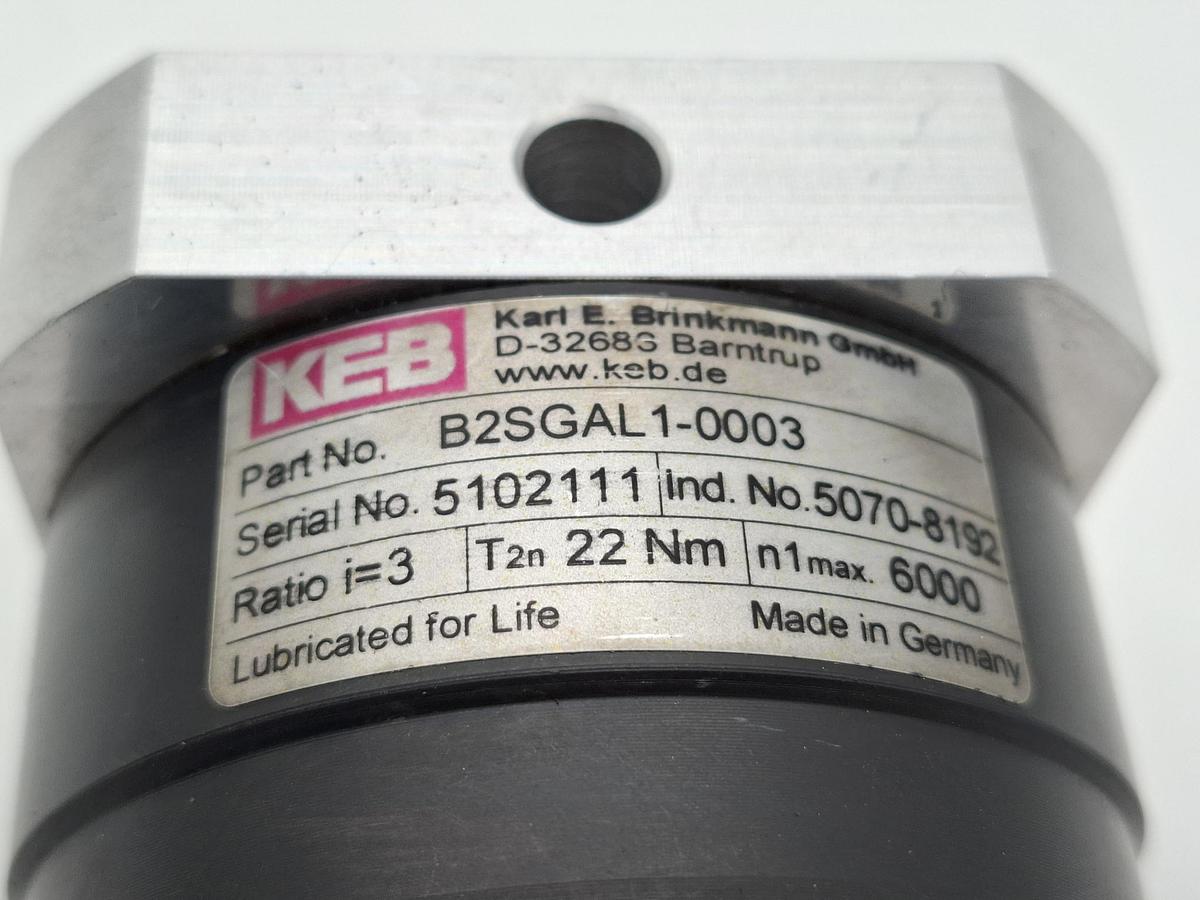 KEB
Karl E. Brinkmann GmbH
D-32683 Barntrup
www.keb.de
Part No. B2SGAL1-0003
Serial No. 5102111 Ind. No. 5070-8192
Ratio i=3 T2n 22 Nm n1max. 6000
Lubricated for Life Made in Germany